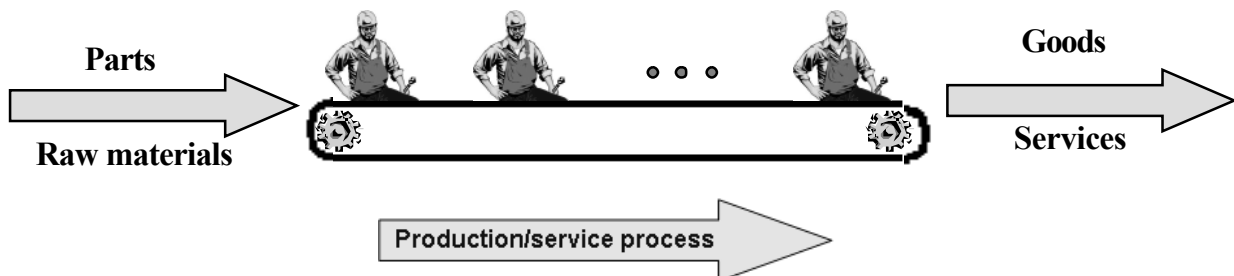 Parts
Raw materials
Goods
Services
Production/service process